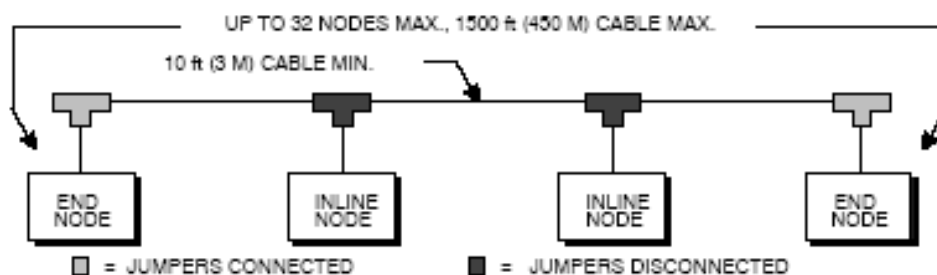 UP TO 32 NODES MAX., 1500 ft (450 M) CABLE MAX.
10 ft (3 M) CABLE MIN.
END NODE
INLINE NODE
INLINE NODE
END NODE
= JUMPERS CONNECTED
= JUMPERS DISCONNECTED